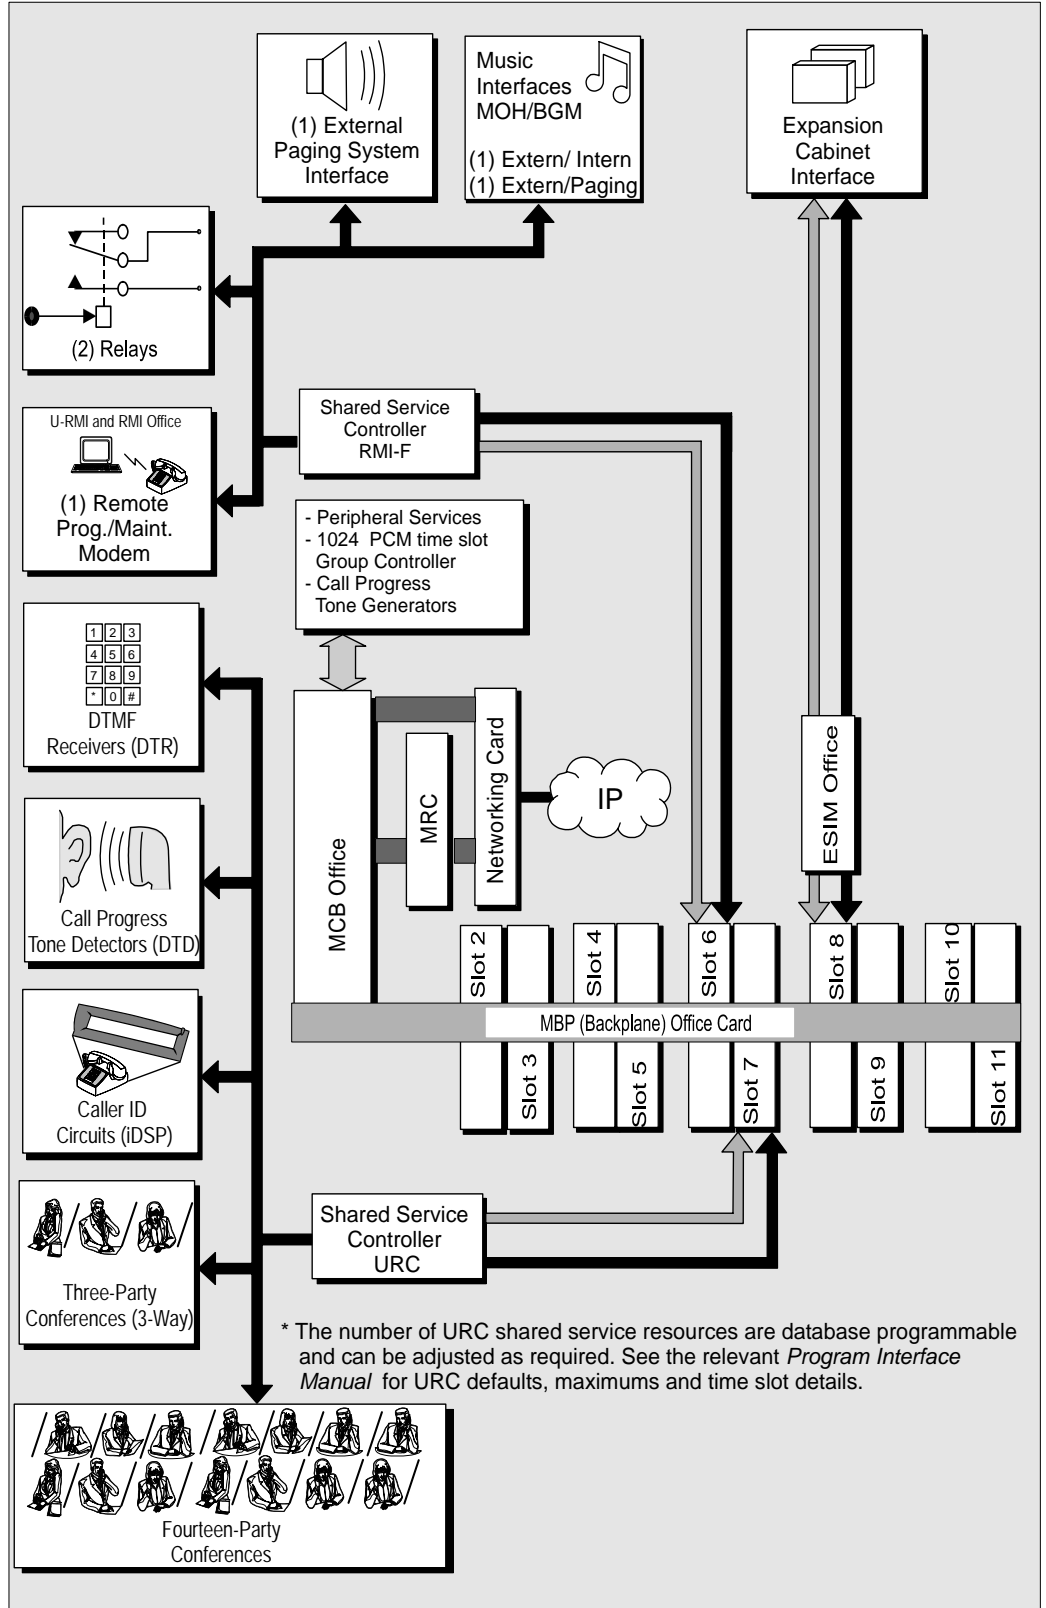 (1) External
Paging System
Interface
Music
Interfaces
MOH/BGM
(1) Extern/ Intern
(1) Extern/Paging
Expansion
Cabinet
Interface
(2) Relays
U-RMI and RMI Office
(1) Remote
Prog./Maint.
Modem
Shared Service
Controller
RMI-F
- Peripheral Services
- 1024 PCM time slot
Group Controller
- Call Progress
Tone Generators
1 2 3
4 5 6
7 8 9
* 0 #
DTMF
Receivers (DTR)
MCB Office
MRC
Networking Card
IP
ESIM Office
Call Progress
Tone Detectors (DTD)
Slot 2
Slot 4
Slot 6
Slot 8
Slot 10
MBP (Backplane) Office Card
Slot 3
Slot 5
Slot 7
Slot 9
Slot 11
Caller ID
Circuits (iDSP)
Shared Service
Controller
URC
Three-Party
Conferences (3-Way)
* The number of URC shared service resources are database programmable
and can be adjusted as required. See the relevant Program Interface
Manual for URC defaults, maximums and time slot details.
Fourteen-Party
Conferences